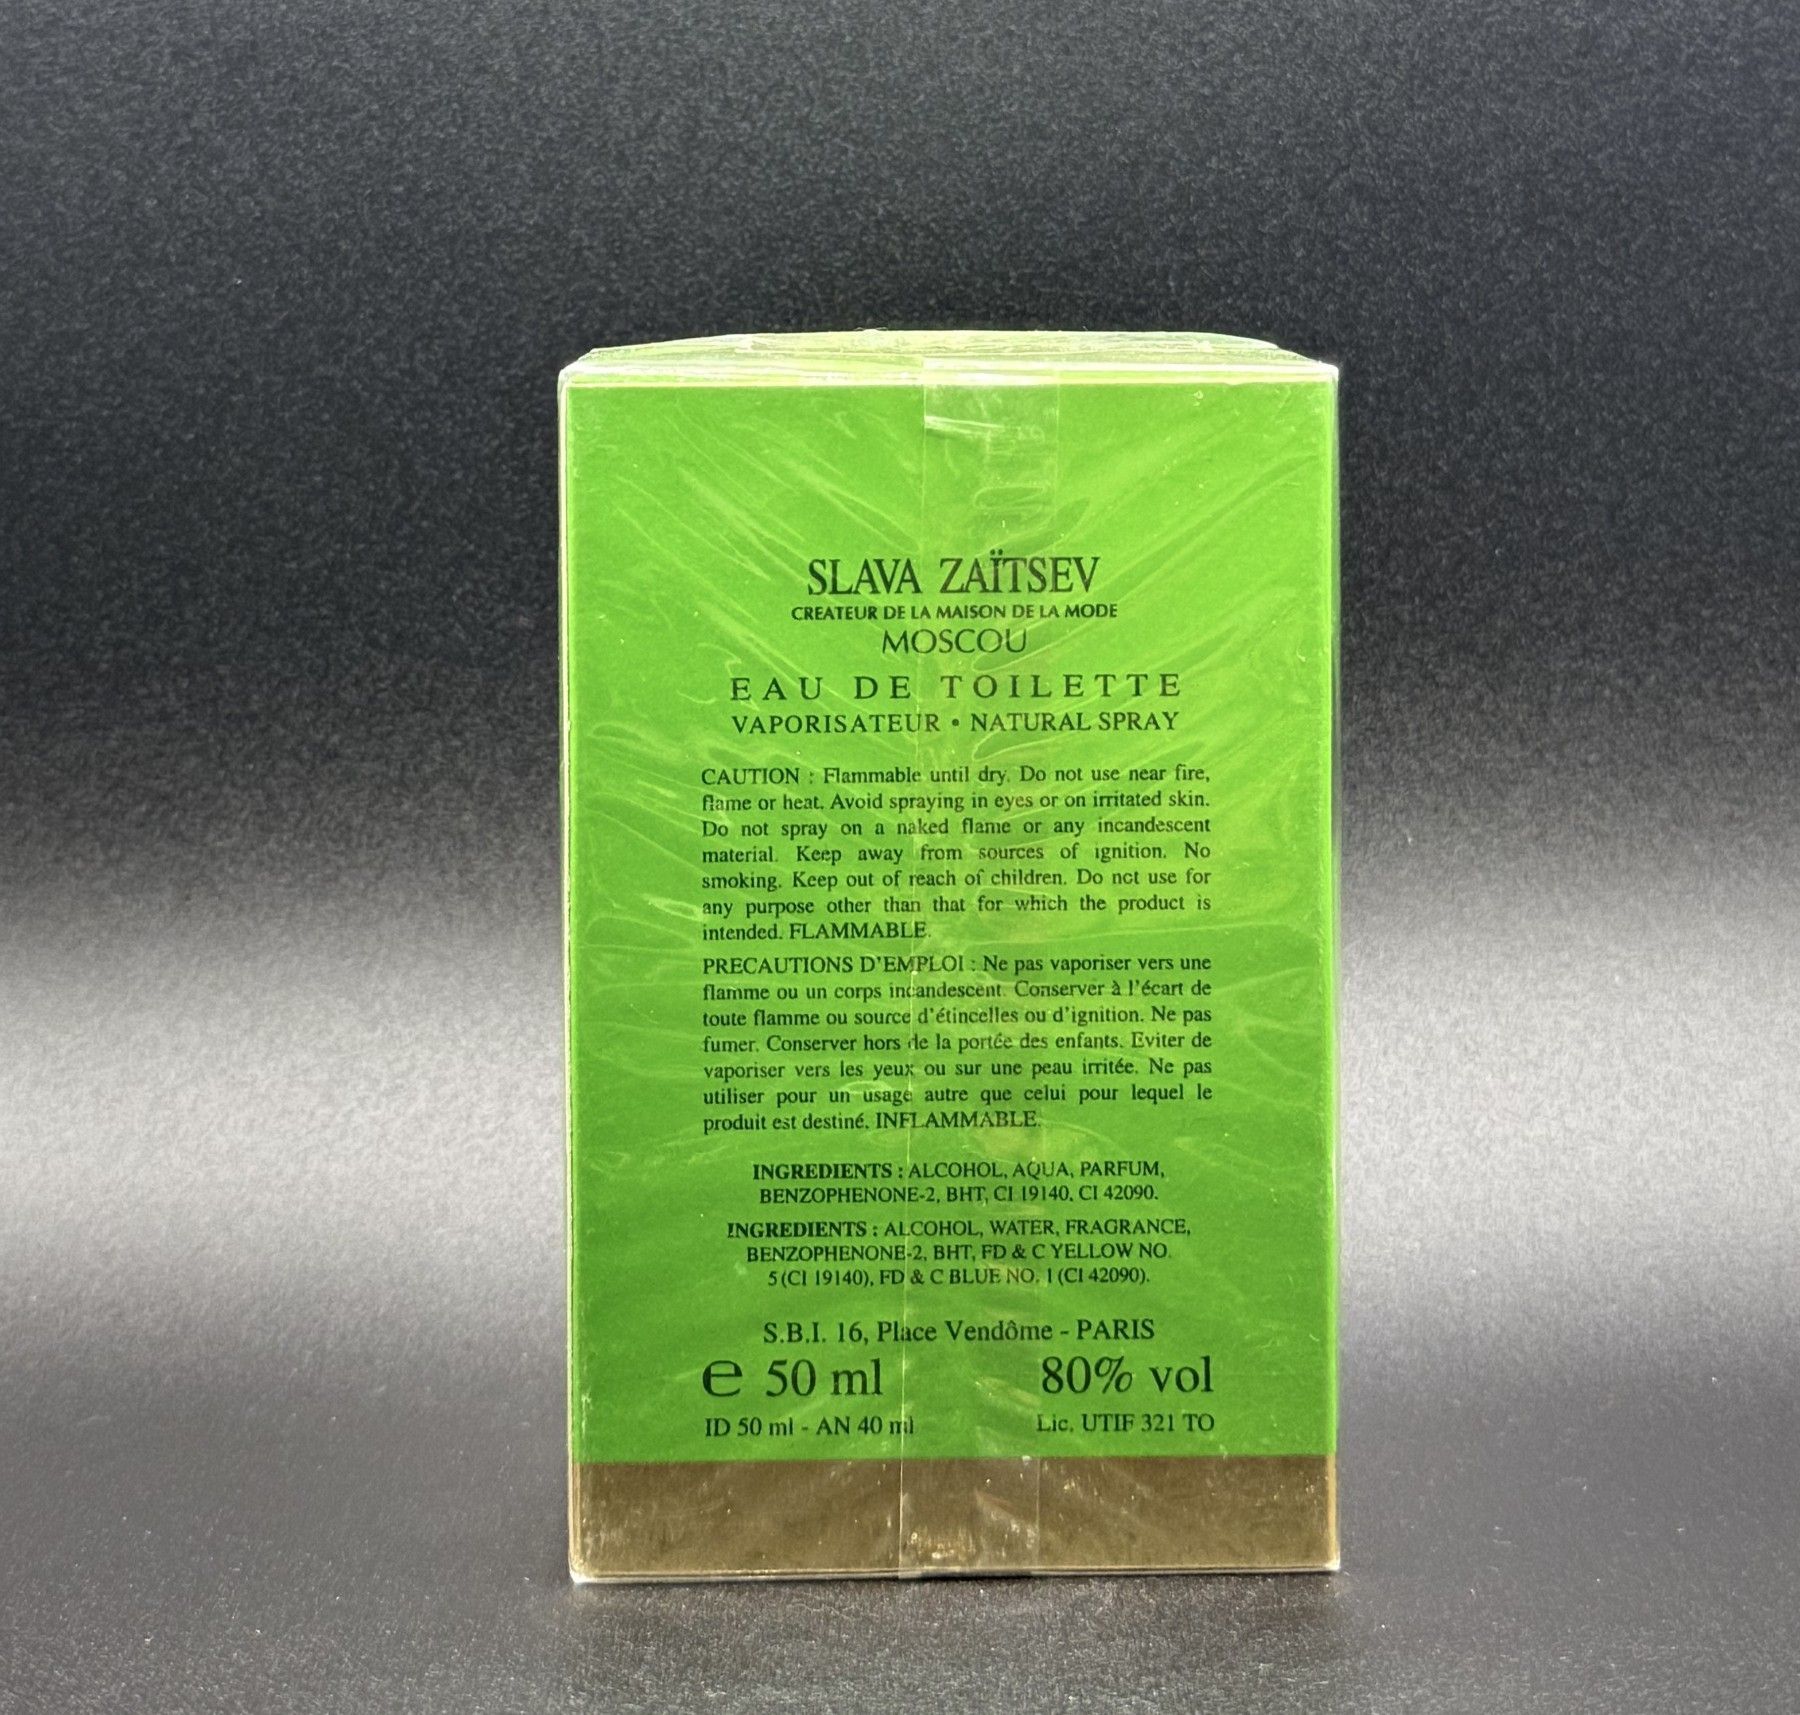 SLAVA ZAÏTSEV
CREATEUR DE LA MAISON DE LA MODE
MOSCOU
EAU DE TOILETTE
VAPORISATEUR • NATURAL SPRAY
CAUTION : Flammable until dry. Do not use near fire,
flame or heat. Avoid spraying in eyes or on irritated skin.
Do not spray on a naked flame or any incandescent
material. Keep away from sources of ignition. No
smoking. Keep out of reach of children. Do not use for
any purpose other than that for which the product is
intended. FLAMMABLE.
PRECAUTIONS D'EMPLOI : Ne pas vaporiser vers une
flamme ou un corps incandescent. Conserver à l'écart de
toute flamme ou source d'étincelles ou d'ignition. Ne pas
fumer. Conserver hors de la portée des enfants. Eviter de
vaporiser vers les yeux ou sur une peau irritée. Ne pas
utiliser pour un usage autre que celui pour lequel le
produit est destiné. INFLAMMABLE.
INGREDIENTS : ALCOHOL, AQUA, PARFUM,
BENZOPHENONE-2, BHT, CI 19140, CI 42090.
INGREDIENTS : ALCOHOL, WATER, FRAGRANCE,
BENZOPHENONE-2, BHT, FD & C YELLOW NO.
5 (CI 19140), FD & C BLUE NO. 1 (CI 42090).
S.B.I. 16, Place Vendôme - PARIS
e 50 ml 80% vol
ID 50 ml - AN 40 ml Lic. UTIF 321 TO